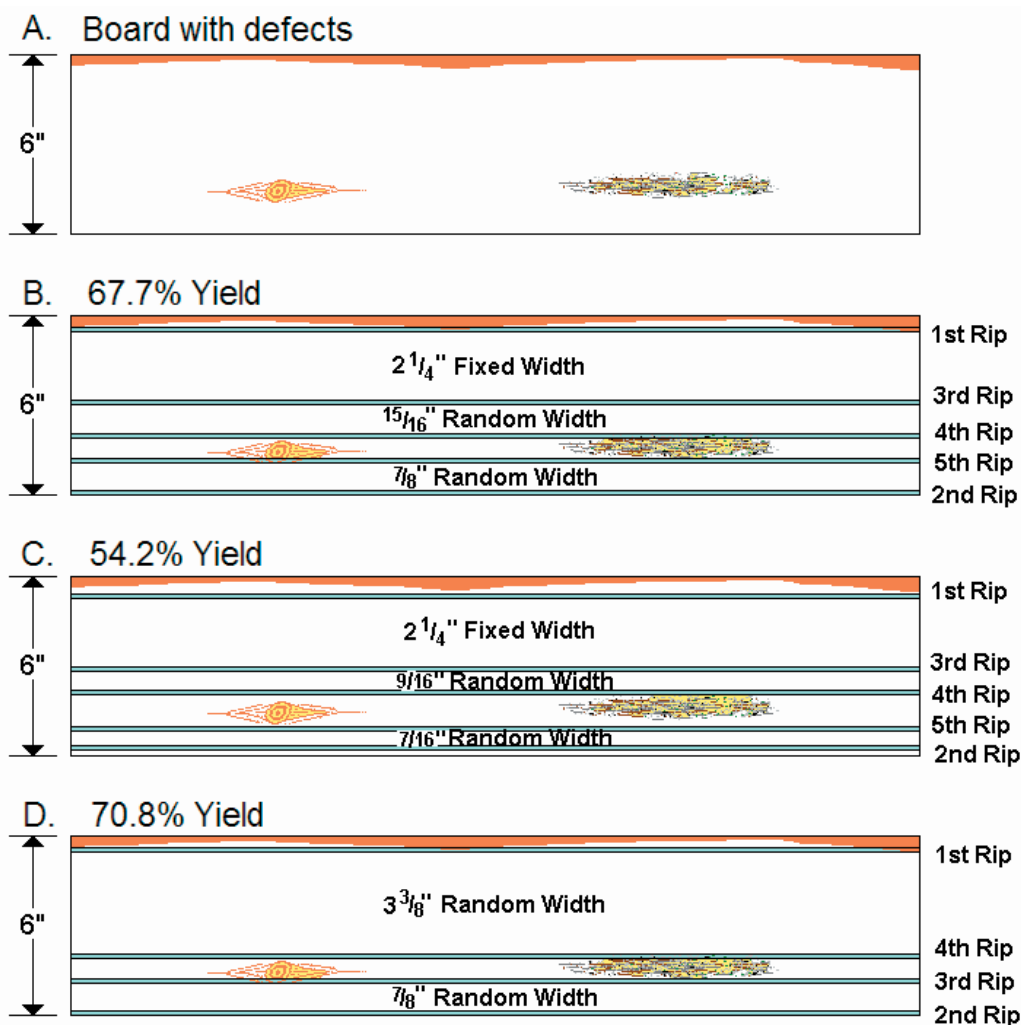 A. Board with defects
6"
B. 67.7% Yield
1st Rip
2 1/4" Fixed Width
6"
3rd Rip
15/16" Random Width
4th Rip
5th Rip
7/8" Random Width
2nd Rip
C. 54.2% Yield
1st Rip
2 1/4" Fixed Width
6"
3rd Rip
9/16" Random Width
4th Rip
5th Rip
7/16" Random Width
2nd Rip
D. 70.8% Yield
1st Rip
3 3/8" Random Width
6"
4th Rip
3rd Rip
7/8" Random Width
2nd Rip